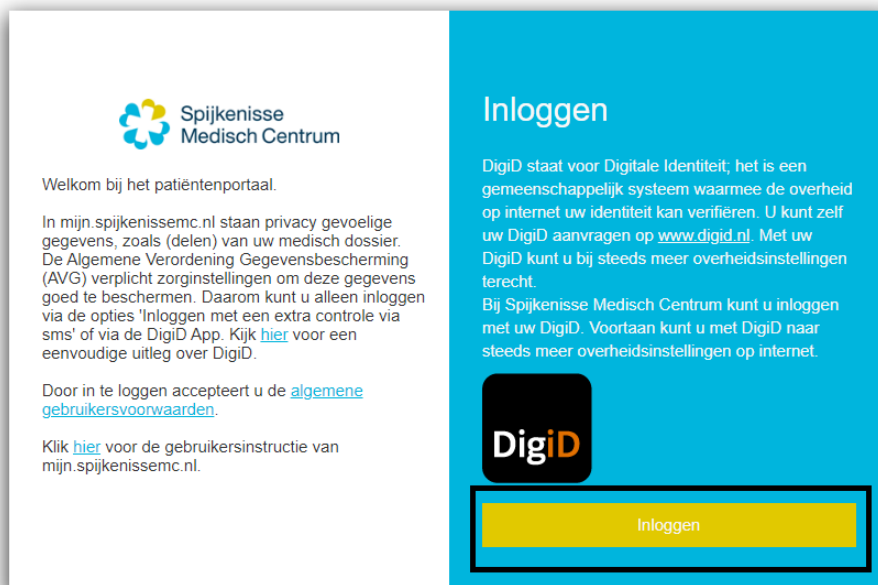 Spijkenisse
Medisch Centrum
Welkom bij het patiëntenportaal.
In mijn.spijkenissemc.nl staan privacy gevoelige
gegevens, zoals (delen) van uw medisch dossier.
De Algemene Verordening Gegevensbescherming
(AVG) verplicht zorginstellingen om deze gegevens
goed te beschermen. Daarom kunt u alleen inloggen
via de opties 'Inloggen met een extra controle via
sms' of via de DigiD App. Kijk hier voor een
eenvoudige uitleg over DigiD.
Door in te loggen accepteert u de algemene
gebruikersvoorwaarden.
Klik hier voor de gebruikersinstructie van
mijn.spijkenissemc.nl.
Inloggen
DigiD staat voor Digitale Identiteit; het is een
gemeenschappelijk systeem waarmee de overheid
op internet uw identiteit kan verifiëren. U kunt zelf
uw DigiD aanvragen op www.digid.nl. Met uw
DigiD kunt u bij steeds meer overheidsinstellingen
terecht.
Bij Spijkenisse Medisch Centrum kunt u inloggen
met uw DigiD. Voortaan kunt u met DigiD naar
steeds meer overheidsinstellingen op internet.
DigiD
Inloggen